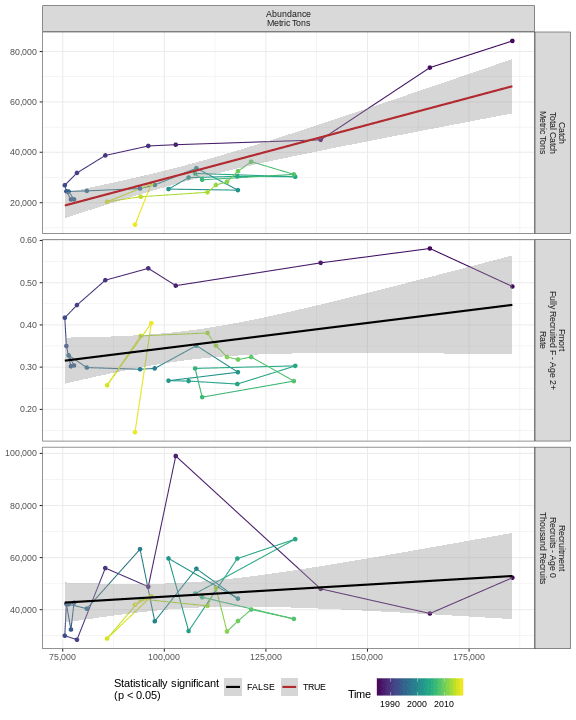 Abundance
Metric Tons
80,000
60,000
40,000
20,000
Catch
Total Catch
Metric Tons
0.60
0.50
0.40
0.30
0.20
Fmort
Fully Recruited F - Age 2+
Rate
100,000
80,000
60,000
40,000
Recruitment
Recruits - Age 0
Thousand Recruits
75,000 100,000 125,000 150,000 175,000
Statistically significant
(p < 0.05)
FALSE TRUE
Time
1990 2000 2010